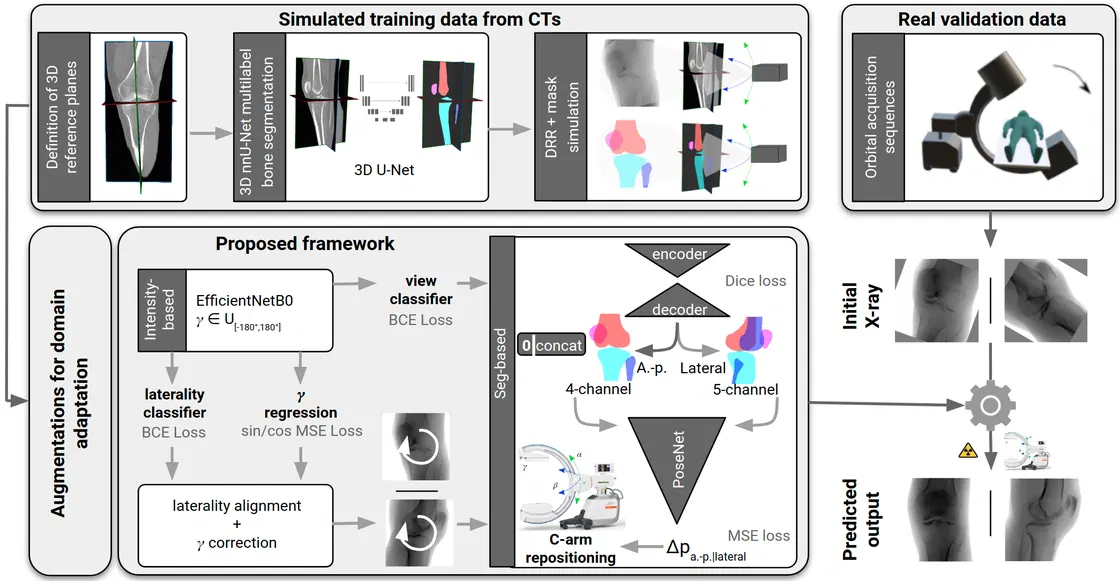 Simulated training data from CTs
Definition of 3D
reference planes
3D nnU-Net multilabel
bone segmentation
3D U-Net
DRR + mask
simulation
Real validation data
Orbital acquisition
sequences
Augmentations for domain
adaptation
Proposed framework
Intensity-
based
EfficientNetB0
γ ∈ U[-180°,180°]
view
classifier
BCE Loss
laterality
classifier
BCE Loss
γ
regression
sin/cos MSE Loss
laterality alignment
+
γ correction
Seg-based
encoder
Dice loss
decoder
0 concat
A.-p.
Lateral
4-channel
5-channel
PoseNet
α
γ
β
C-arm
repositioning
MSE loss
Δpa.-p.|lateral
Initial
X-ray
Predicted
output